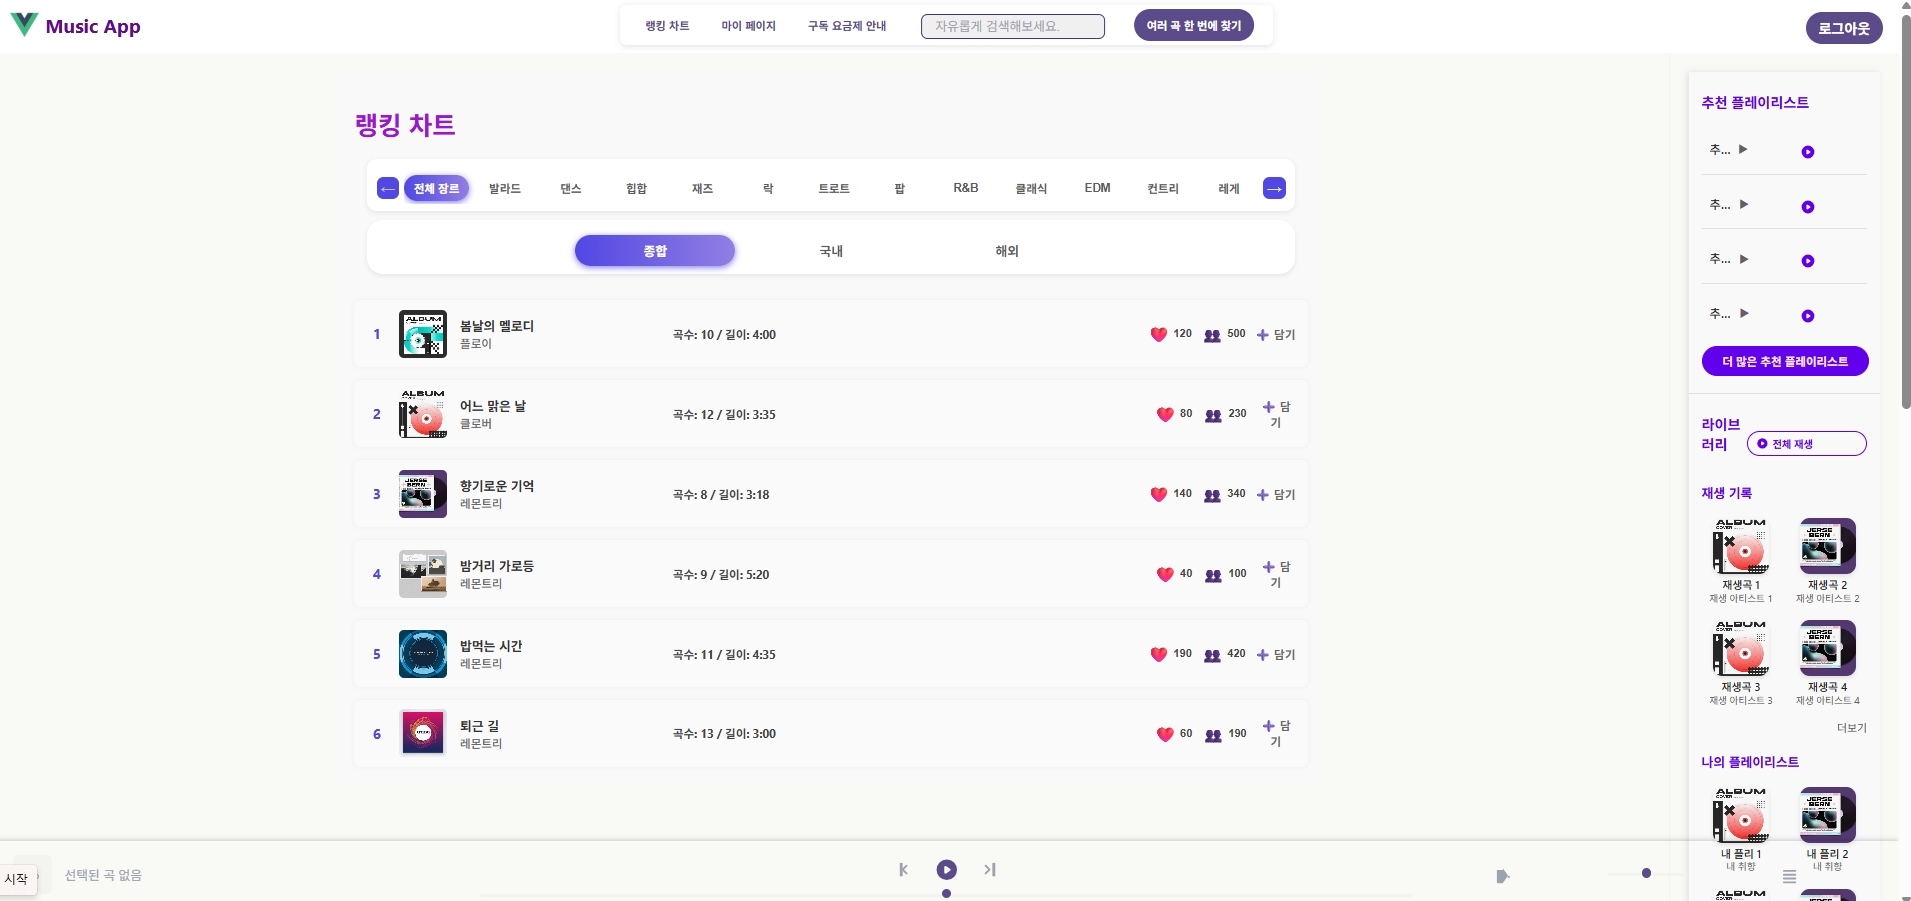 Music App
랭킹 차트 마이 페이지 구독 요금제 안내 자유롭게 검색해보세요. 여러 곡 한 번에 찾기
로그아웃
랭킹 차트
← 전체 장르 발라드 댄스 힙합 재즈 락 트로트 팝 R&B 클래식 EDM 컨트리 레게 →
종합 국내 해외
1 봄날의 멜로디
플로이
곡수: 10 / 길이: 4:00
120 500 담기
2 어느 맑은 날
클로버
곡수: 12 / 길이: 3:35
80 230 담
기
3 향기로운 기억
레몬트리
곡수: 8 / 길이: 3:18
140 340 담기
4 밤거리 가로등
레몬트리
곡수: 9 / 길이: 5:20
40 100 담
기
5 밥먹는 시간
레몬트리
곡수: 11 / 길이: 4:35
190 420 담기
6 퇴근 길
레몬트리
곡수: 13 / 길이: 3:00
60 190 담
기
추천 플레이리스트
추...
추...
추...
추...
더 많은 추천 플레이리스트
라이브
러리
전체 재생
재생 기록
재생곡 1 재생곡 2
재생 아티스트 1 재생 아티스트 2
재생곡 3 재생곡 4
재생 아티스트 3 재생 아티스트 4
더보기
나의 플레이리스트
내 플리 1 내 플리 2
내 취향 내 취향
시작
선택된 곡 없음